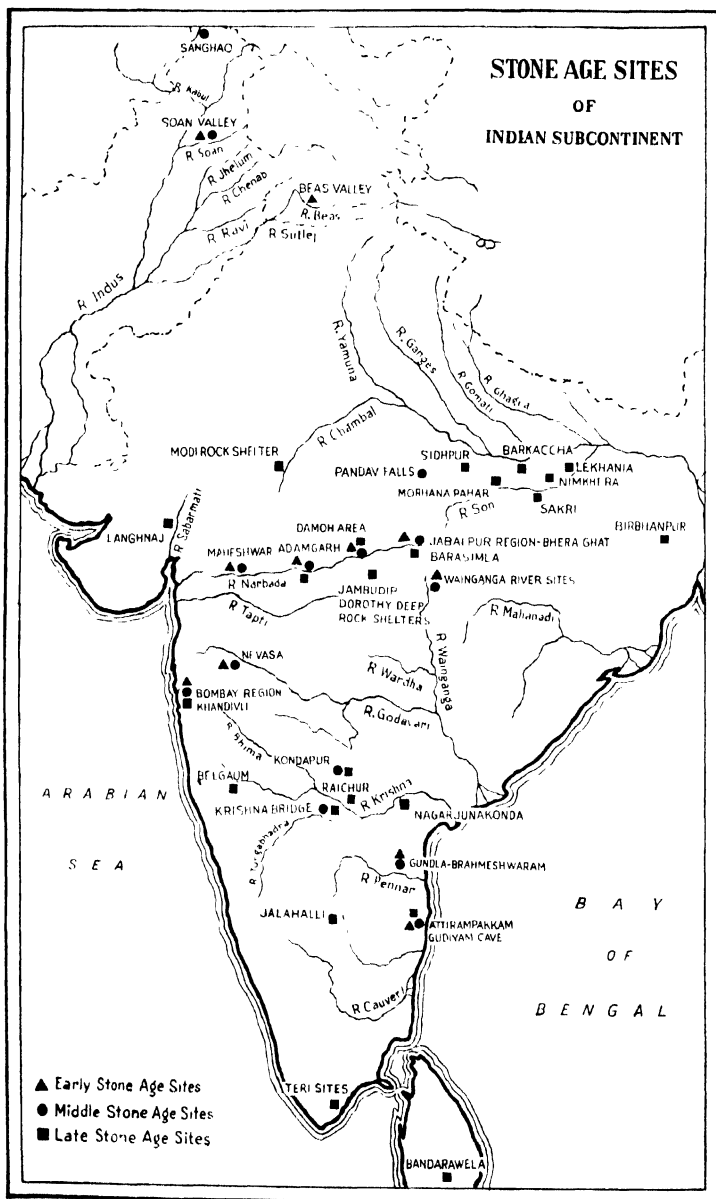 STONE AGE SITES
OF
INDIAN SUBCONTINENT
SANGHAO
R. Kabul
SOAN VALLEY
R. Soan
R. Jhelum
R. Chenab
BEAS VALLEY
R. Beas
R. Ravi
R. Sutlej
R. Indus
R. Yamuna
R. Ganges
R. Gomati
R. Ghagra
R. Chambal
MODI ROCK SHELTER
PANDAV FALLS
SIDHPUR
BARKACCHA
LEKHANIA
NIMKHERA
MORHANA PAHAR
SAKRI
R. Son
BIRBHANPUR
LANGHNAJ
R. Sabarmati
DAMOH AREA
MAHESHWAR
ADAMGARH
JABALPUR REGION-BHERA GHAT
BARASIMLA
R. Narbada
WAINGANGA RIVER SITES
JAMBUDIP
DOROTHY DEEP
ROCK SHELTERS
R. Tapti
R. Mahanadi
R. Wainganga
NEVASA
R. Wardha
BOMBAY REGION
KHANDIVLI
R. Godavari
R. Bhima
KONDAPUR
BELGAUM
RAICHUR
R. Krishna
KRISHNA BRIDGE
NAGARJUNAKONDA
ARABIAN
SEA
R. Tungabhadra
GUNDLA-BRAHMESHWARAM
R. Pennar
JALAHALLI
ATTIRAMPAKKAM
GUDIYAM CAVE
BAY
OF
BENGAL
R. Cauveri
Early Stone Age Sites
Middle Stone Age Sites
Late Stone Age Sites
TERI SITES
BANDARAWELA